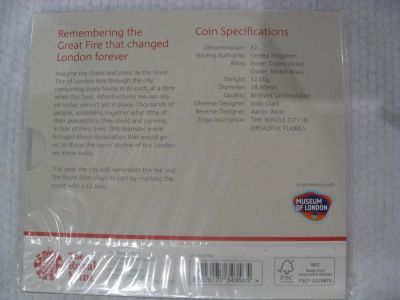 Remembering the
Great Fire that changed
London forever
Imagine the chaos and panic as the Great
Fire of London tore through the city,
consuming every home in its path, at a time
when the basic infrastructures we can rely
on today weren't yet in place. Thousands of
people, scrabbling together what little of
their possessions they could and running
in fear of their lives. This dramatic event
brought about devastation that would go
on to shape the iconic skyline of the London
we know today.
This year, the city will remember the fire and
The Royal Mint plays its part by marking the
event with a £2 coin.
Coin Specifications
Denomination: £2
Issuing Authority: United Kingdom
Alloy: Inner: Cupro-nickel
Outer: Nickel-brass
Weight: 12.00g
Diameter: 28.40mm
Quality: Brilliant Uncirculated
Obverse Designer: Jody Clark
Reverse Designer: Aaron West
Edge Inscription: THE WHOLE CITY IN
DREADFUL FLAMES
In partnership with
MUSEUM
OF LONDON
The
Royal
Mint
FSC
MIX